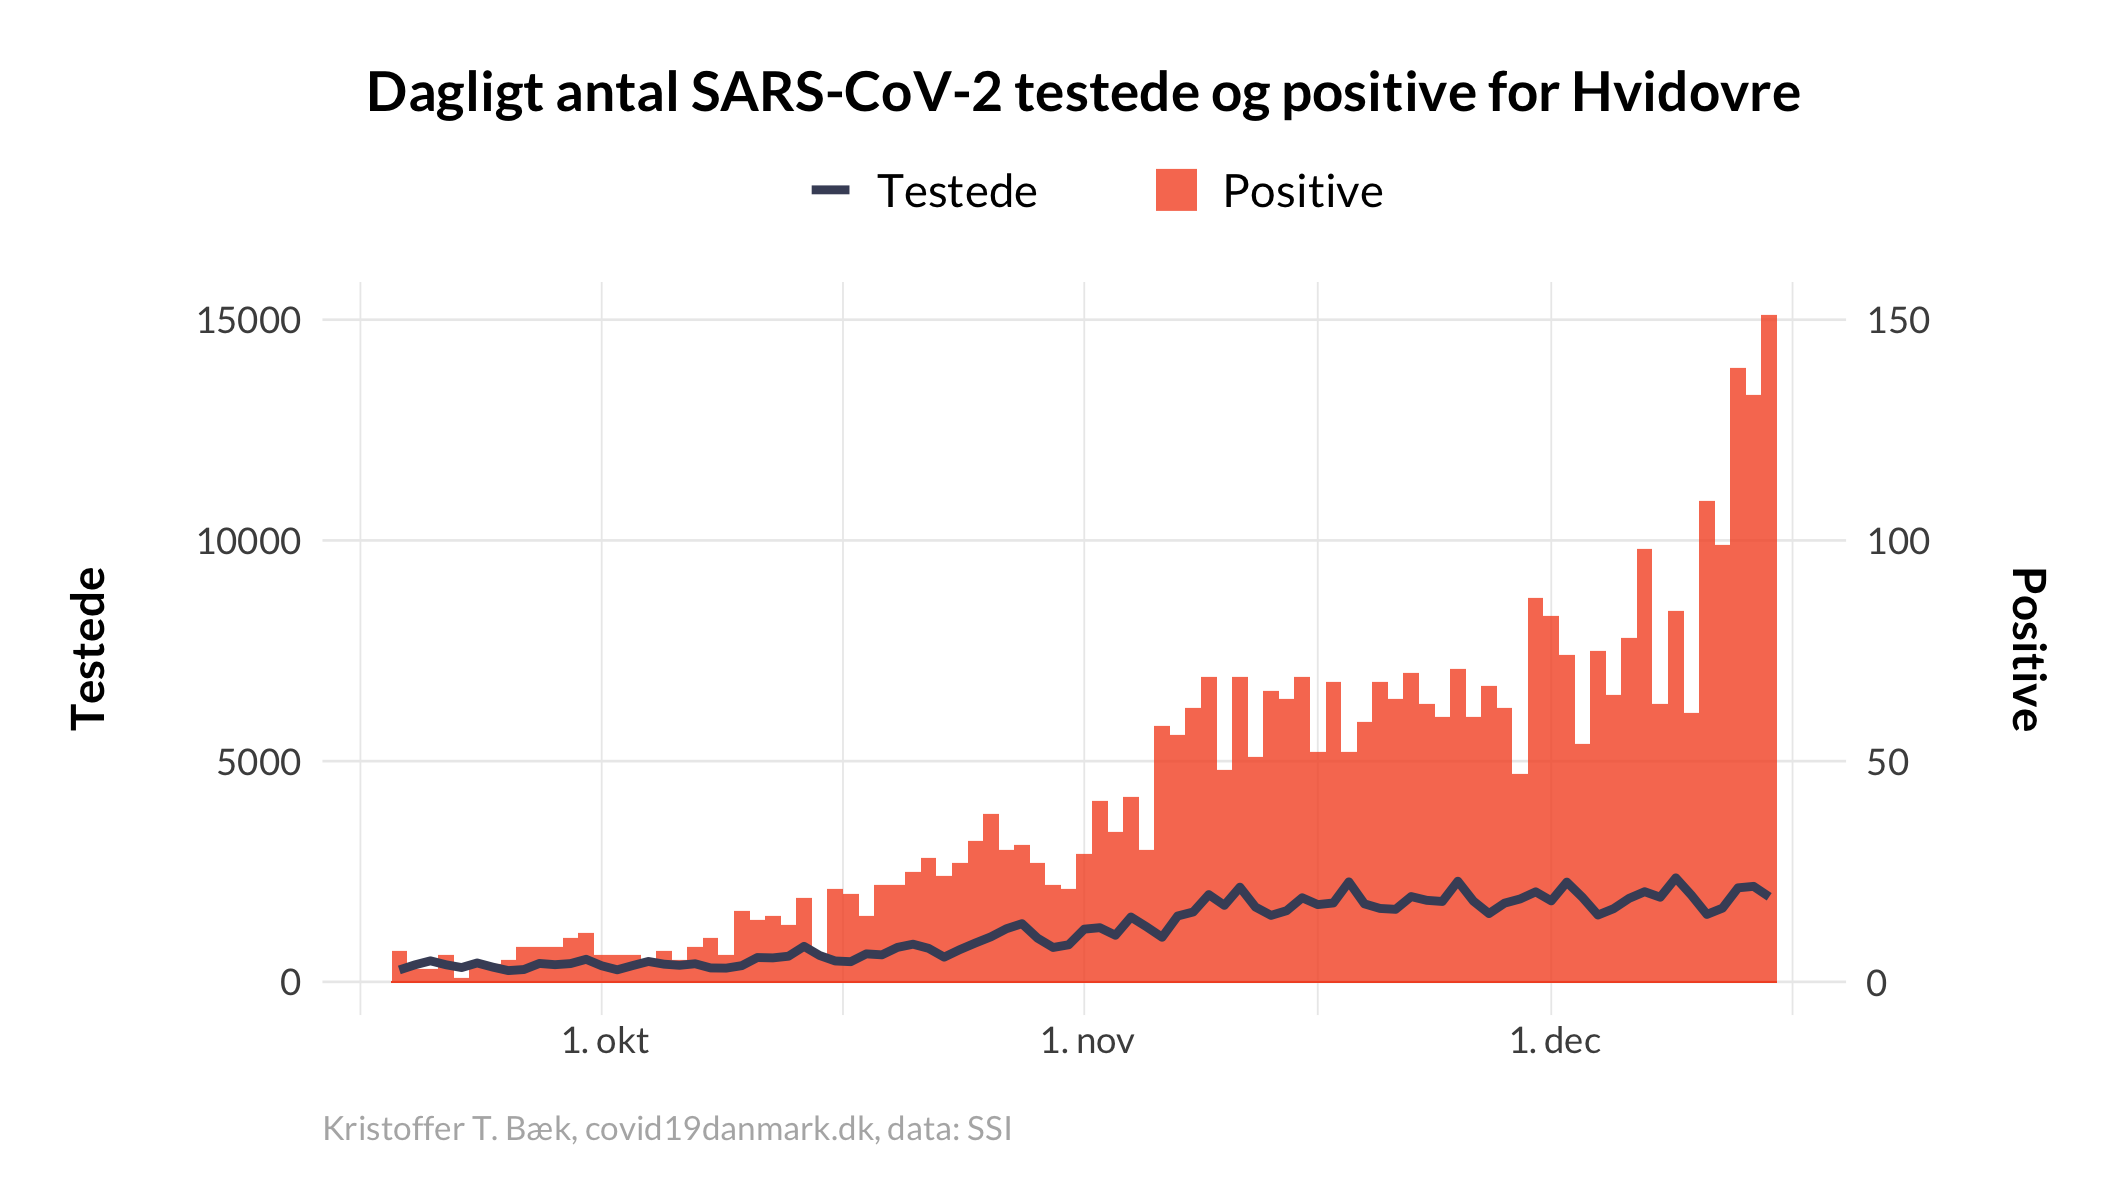 Dagligt antal SARS-CoV-2 testede og positive for Hvidovre
Testede
Positive
15000
10000
5000
0
150
100
50
0
Testede
Positive
1. okt
1. nov
1. dec
Kristoffer T. Bæk, covid19danmark.dk, data: SSI